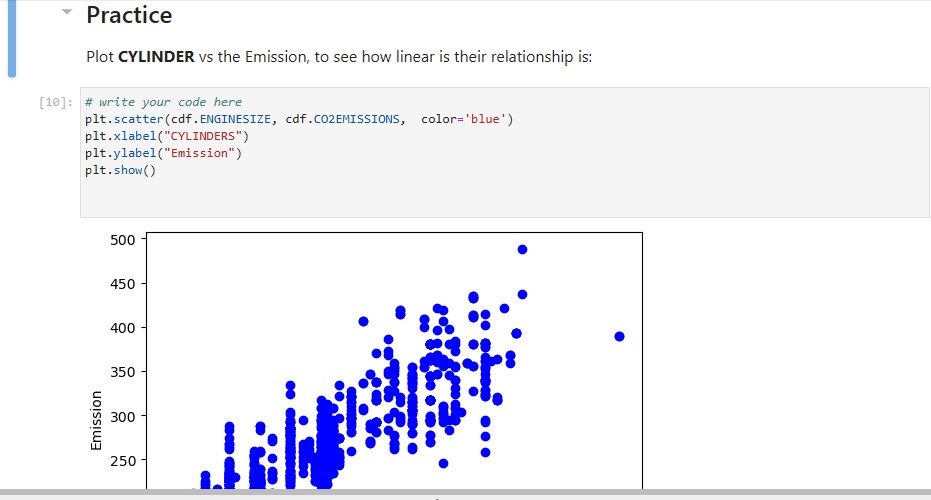 Practice
Plot CYLINDER vs the Emission, to see how linear is their relationship is:
[10]:
# write your code here
plt.scatter(cdf.ENGINESIZE, cdf.CO2EMISSIONS,  color='blue')
plt.xlabel("CYLINDERS")
plt.ylabel("Emission")
plt.show()
500
450
400
350
300
250
Emission